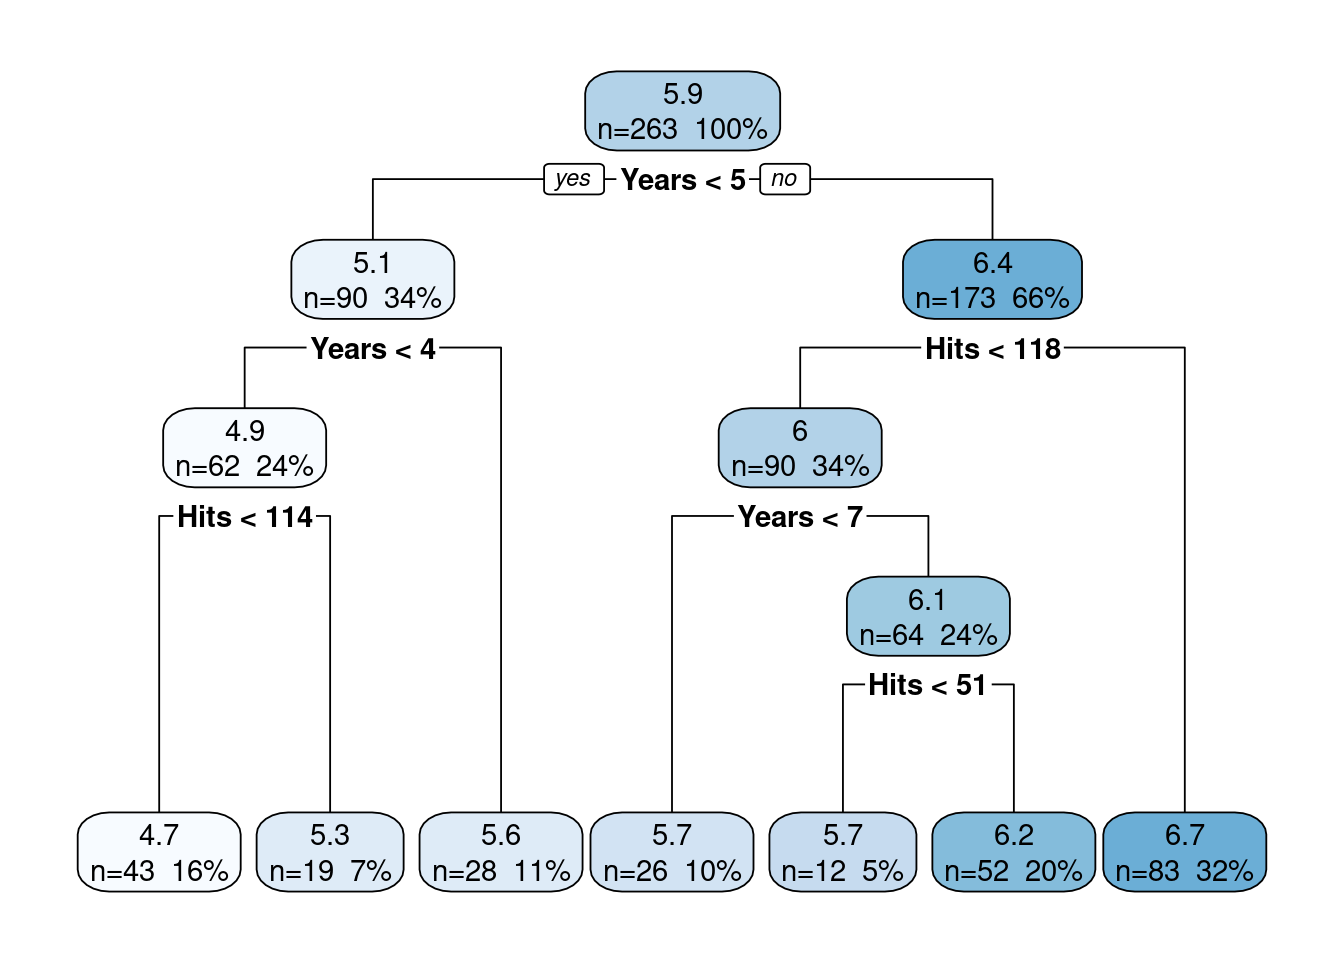 5.9
n=263 100%
yes Years < 5 no
5.1
n=90 34%
6.4
n=173 66%
Years < 4
Hits < 118
4.9
n=62 24%
6
n=90 34%
Hits < 114
Years < 7
6.1
n=64 24%
Hits < 51
4.7
n=43 16%
5.3
n=19 7%
5.6
n=28 11%
5.7
n=26 10%
5.7
n=12 5%
6.2
n=52 20%
6.7
n=83 32%